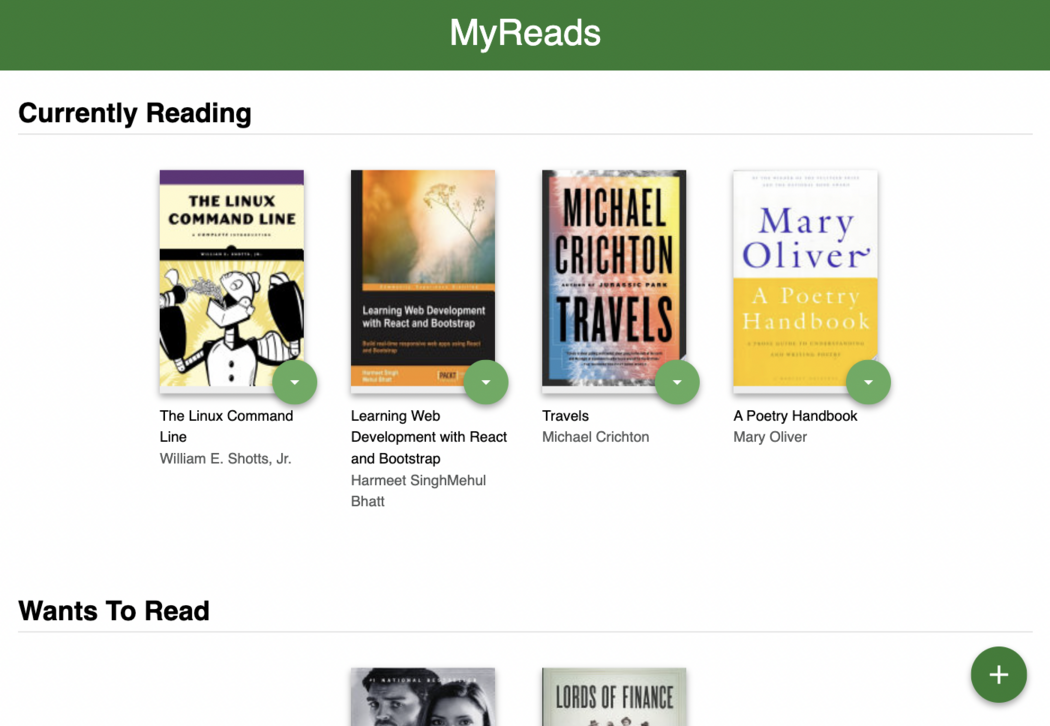 MyReads
Currently Reading
THE LINUX
COMMAND LINE
A COMPLETE INTRODUCTION
WILLIAM E. SHOTTS, JR.
Learning Web Development
with React and Bootstrap
Build real-time responsive web apps using React
and Bootstrap
Harmeet Singh
Mehul Bhatt
PACKT
MICHAEL
CRICHTON
AUTHOR OF JURASSIC PARK
TRAVELS
Mary
Oliver
A Poetry
Handbook
A PROSE GUIDE TO UNDERSTANDING
AND WRITING POETRY
The Linux Command
Line
William E. Shotts, Jr.
Learning Web
Development with React
and Bootstrap
Harmeet SinghMehul
Bhatt
Travels
Michael Crichton
A Poetry Handbook
Mary Oliver
Wants To Read
#1 NATIONAL BESTSELLER
LORDS OF FINANCE